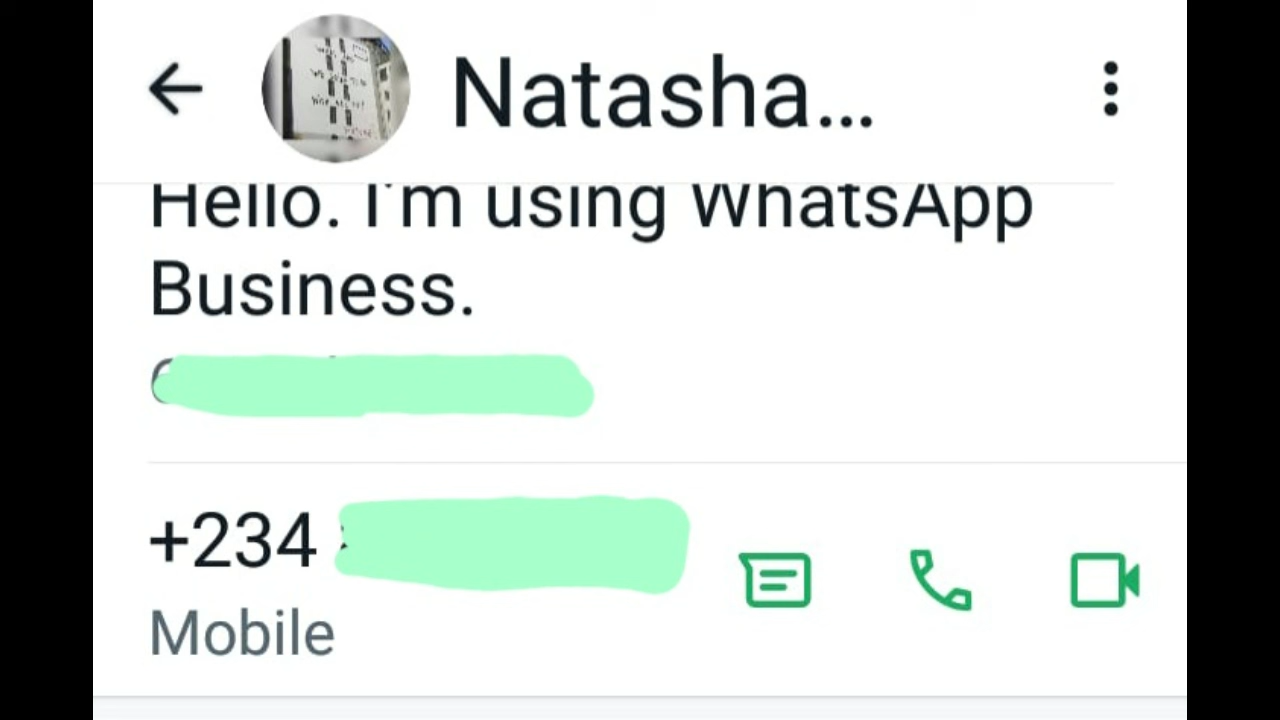 Natasha...
Hello. I'm using WhatsApp
Business.
+234
Mobile